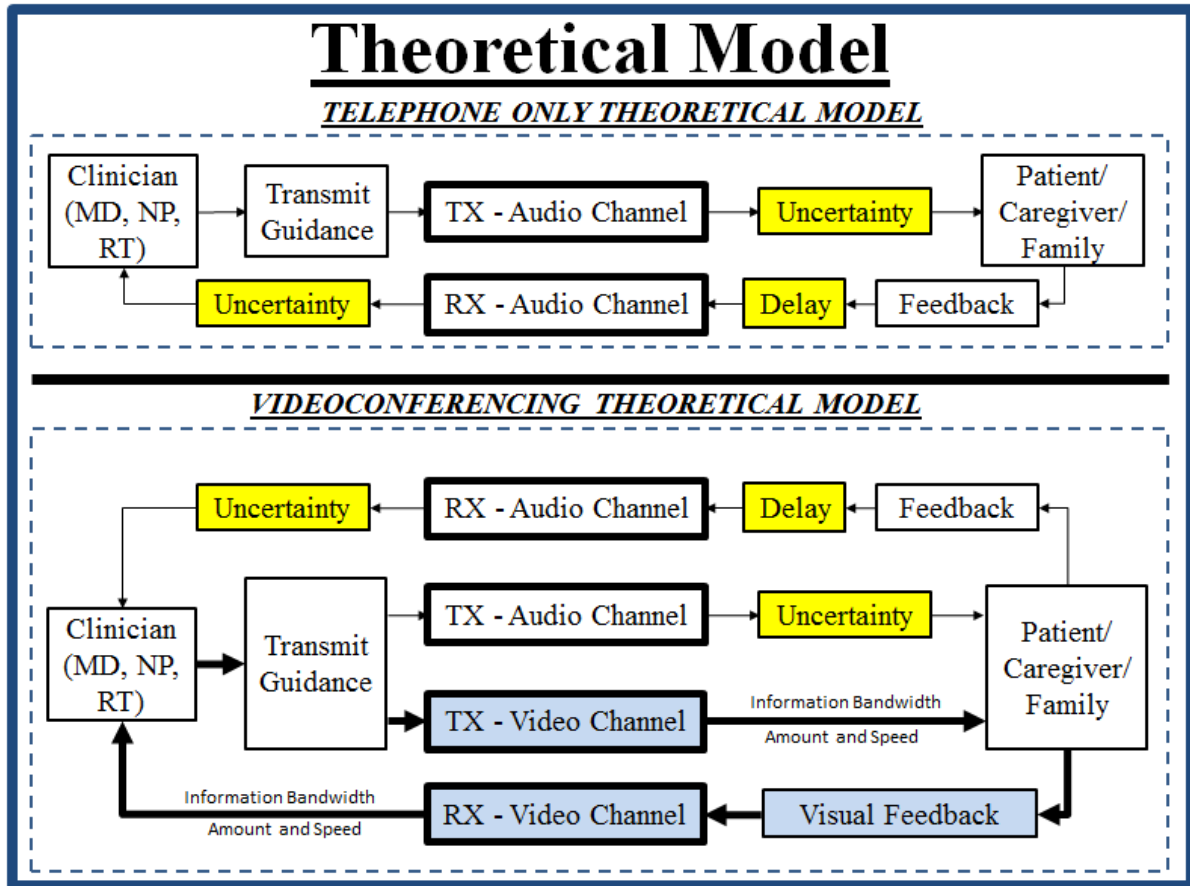 Theoretical Model
TELEPHONE ONLY THEORETICAL MODEL
Clinician
(MD, NP,
RT)
Transmit
Guidance
TX - Audio Channel
Uncertainty
Patient/
Caregiver/
Family
Uncertainty
RX - Audio Channel
Delay
Feedback
VIDEOCONFERENCING THEORETICAL MODEL
Uncertainty
RX - Audio Channel
Delay
Feedback
Clinician
(MD, NP,
RT)
Transmit
Guidance
TX - Audio Channel
Uncertainty
Patient/
Caregiver/
Family
TX - Video Channel
Information Bandwidth
Amount and Speed
Information Bandwidth
Amount and Speed
RX - Video Channel
Visual Feedback